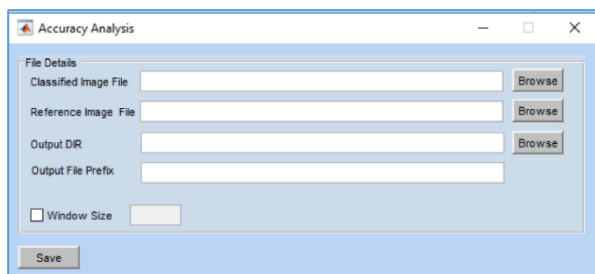 Accuracy Analysis
File Details
Classified Image File Browse
Reference Image File Browse
Output DIR Browse
Output File Prefix
Window Size
Save